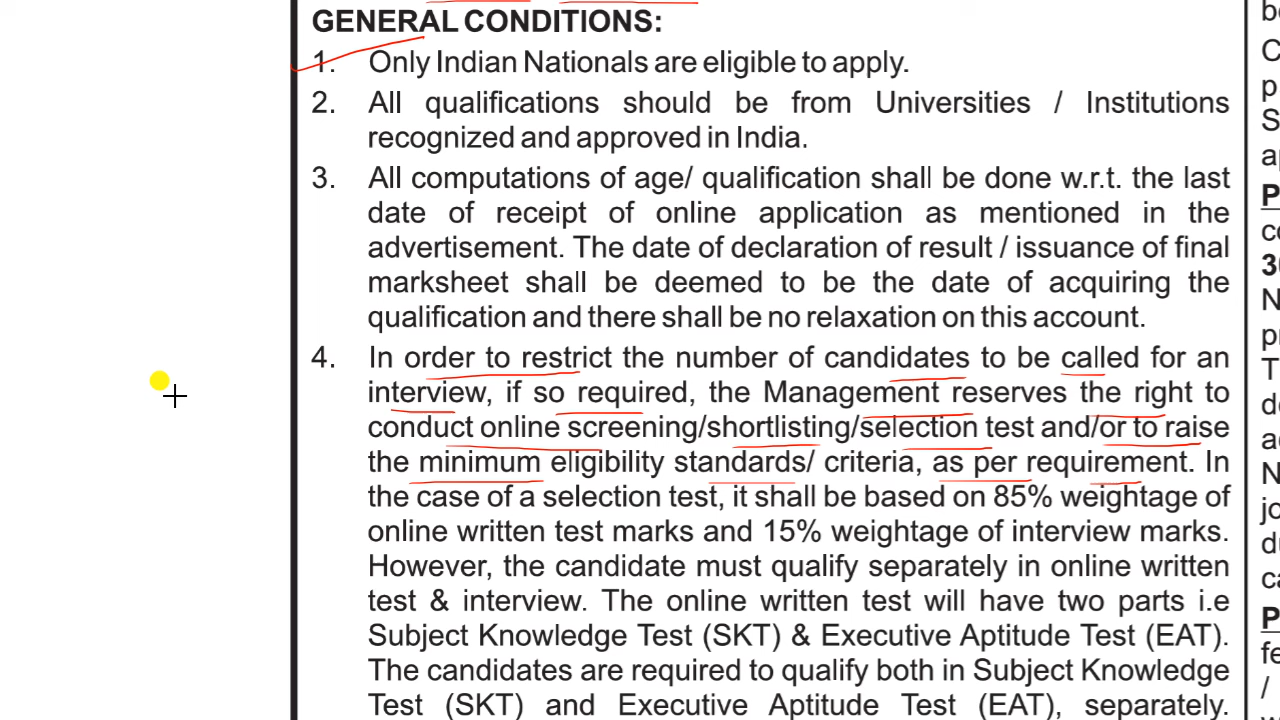 GENERAL CONDITIONS:
1. Only Indian Nationals are eligible to apply.
2. All qualifications should be from Universities / Institutions
recognized and approved in India.
3. All computations of age/ qualification shall be done w.r.t. the last
date of receipt of online application as mentioned in the
advertisement. The date of declaration of result / issuance of final
marksheet shall be deemed to be the date of acquiring the
qualification and there shall be no relaxation on this account.
4. In order to restrict the number of candidates to be called for an
interview, if so required, the Management reserves the right to
conduct online screening/shortlisting/selection test and/or to raise
the minimum eligibility standards/ criteria, as per requirement. In
the case of a selection test, it shall be based on 85% weightage of
online written test marks and 15% weightage of interview marks.
However, the candidate must qualify separately in online written
test & interview. The online written test will have two parts i.e
Subject Knowledge Test (SKT) & Executive Aptitude Test (EAT).
The candidates are required to qualify both in Subject Knowledge
Test (SKT) and Executive Aptitude Test (EAT), separately.